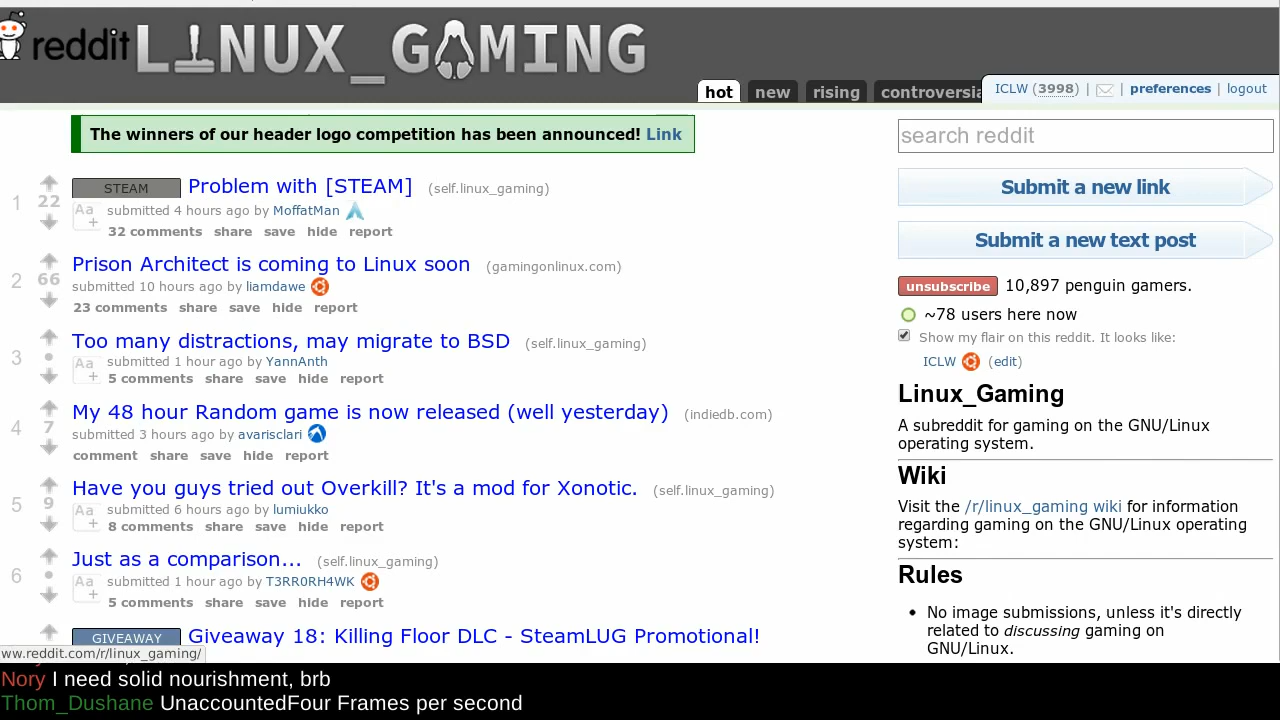 reddit LINUX_GAMING
hot new rising controversia ICLW (3998) | | preferences | logout
The winners of our header logo competition has been announced! Link
1
22
STEAM Problem with [STEAM] (self.linux_gaming)
Aa+
submitted 4 hours ago by MoffatMan
32 comments share save hide report
2
66
Prison Architect is coming to Linux soon (gamingonlinux.com)
submitted 10 hours ago by liamdawe
23 comments share save hide report
3
•
Too many distractions, may migrate to BSD (self.linux_gaming)
Aa+
submitted 1 hour ago by YannAnth
5 comments share save hide report
4
7
My 48 hour Random game is now released (well yesterday) (indiedb.com)
submitted 3 hours ago by avarisclari
comment share save hide report
5
9
Have you guys tried out Overkill? It's a mod for Xonotic. (self.linux_gaming)
Aa+
submitted 6 hours ago by lumiukko
8 comments share save hide report
6
•
Just as a comparison... (self.linux_gaming)
Aa+
submitted 1 hour ago by T3RR0RH4WK
5 comments share save hide report
GIVEAWAY Giveaway 18: Killing Floor DLC - SteamLUG Promotional!
ww.reddit.com/r/linux_gaming/
search reddit
Submit a new link
Submit a new text post
unsubscribe 10,897 penguin gamers.
~78 users here now
Show my flair on this reddit. It looks like:
ICLW (edit)
Linux_Gaming
A subreddit for gaming on the GNU/Linux
operating system.
Wiki
Visit the /r/linux_gaming wiki for information
regarding gaming on the GNU/Linux operating
system:
Rules
• No image submissions, unless it's directly
related to discussing gaming on
GNU/Linux.
Nory I need solid nourishment, brb
Thom_Dushane UnaccountedFour Frames per second